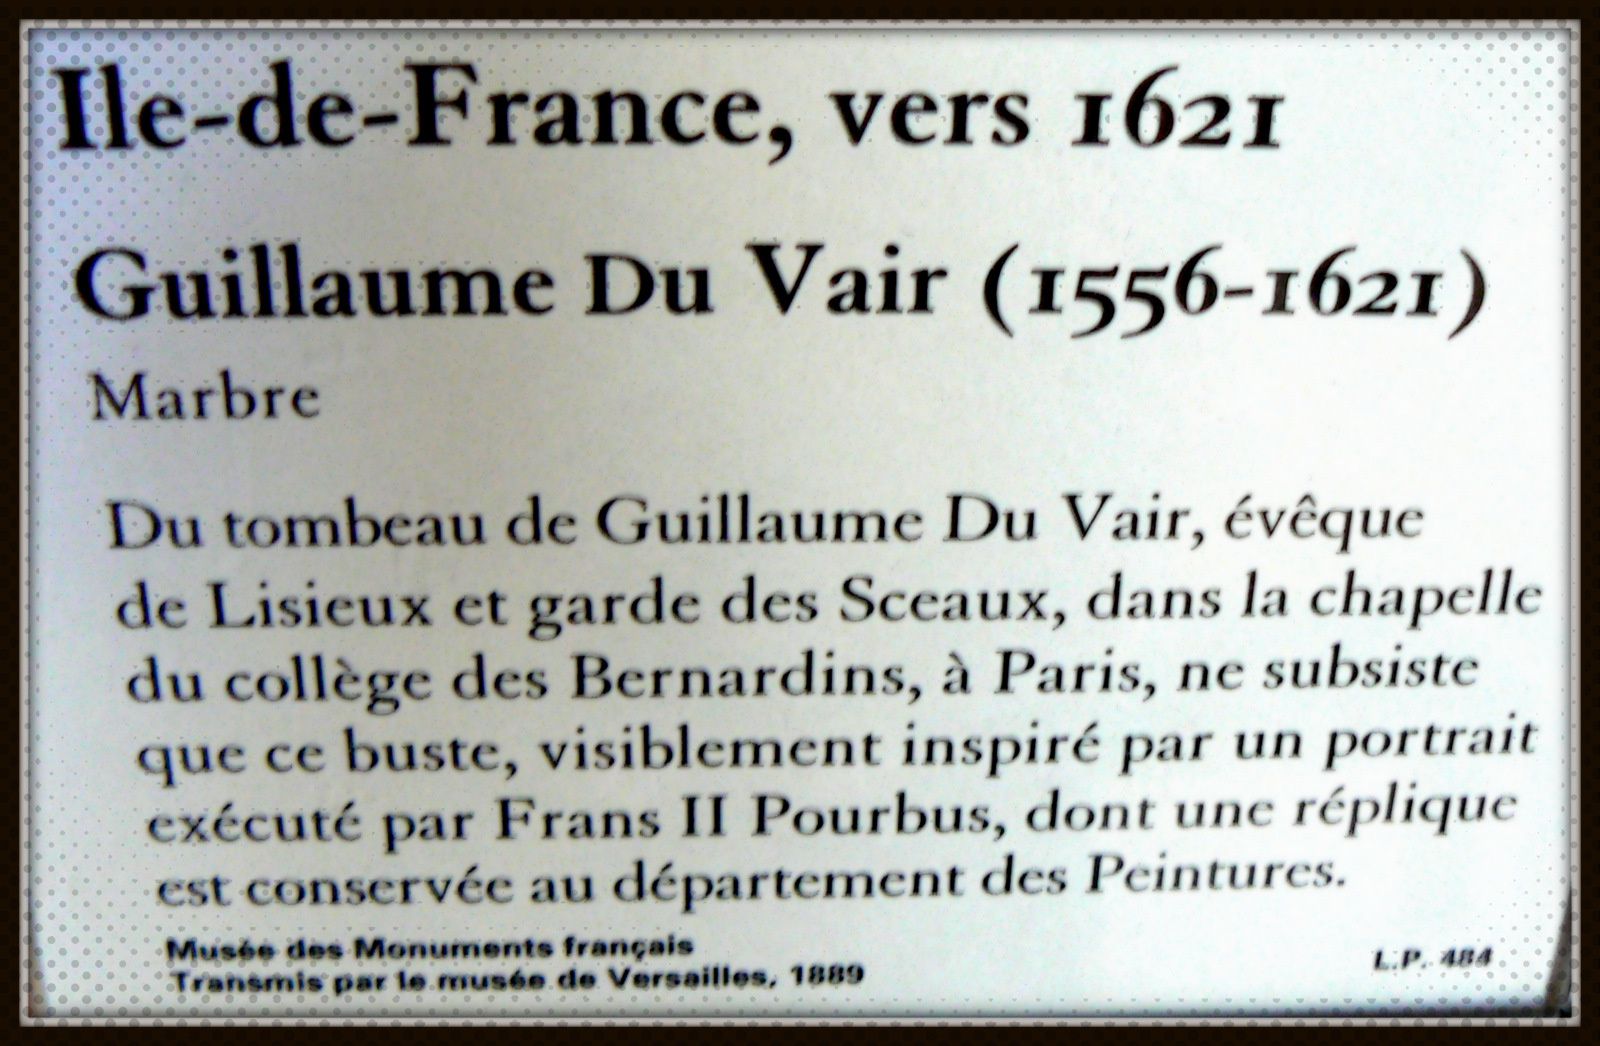 Ile-de-France, vers 1621
Guillaume Du Vair (1556-1621)
Marbre
Du tombeau de Guillaume Du Vair, évêque
de Lisieux et garde des Sceaux, dans la chapelle
du collège des Bernardins, à Paris, ne subsiste
que ce buste, visiblement inspiré par un portrait
exécuté par Frans II Pourbus, dont une réplique
est conservée au département des Peintures.
Musée des Monuments français
Transmis par le musée de Versailles, 1889
L.P. 484